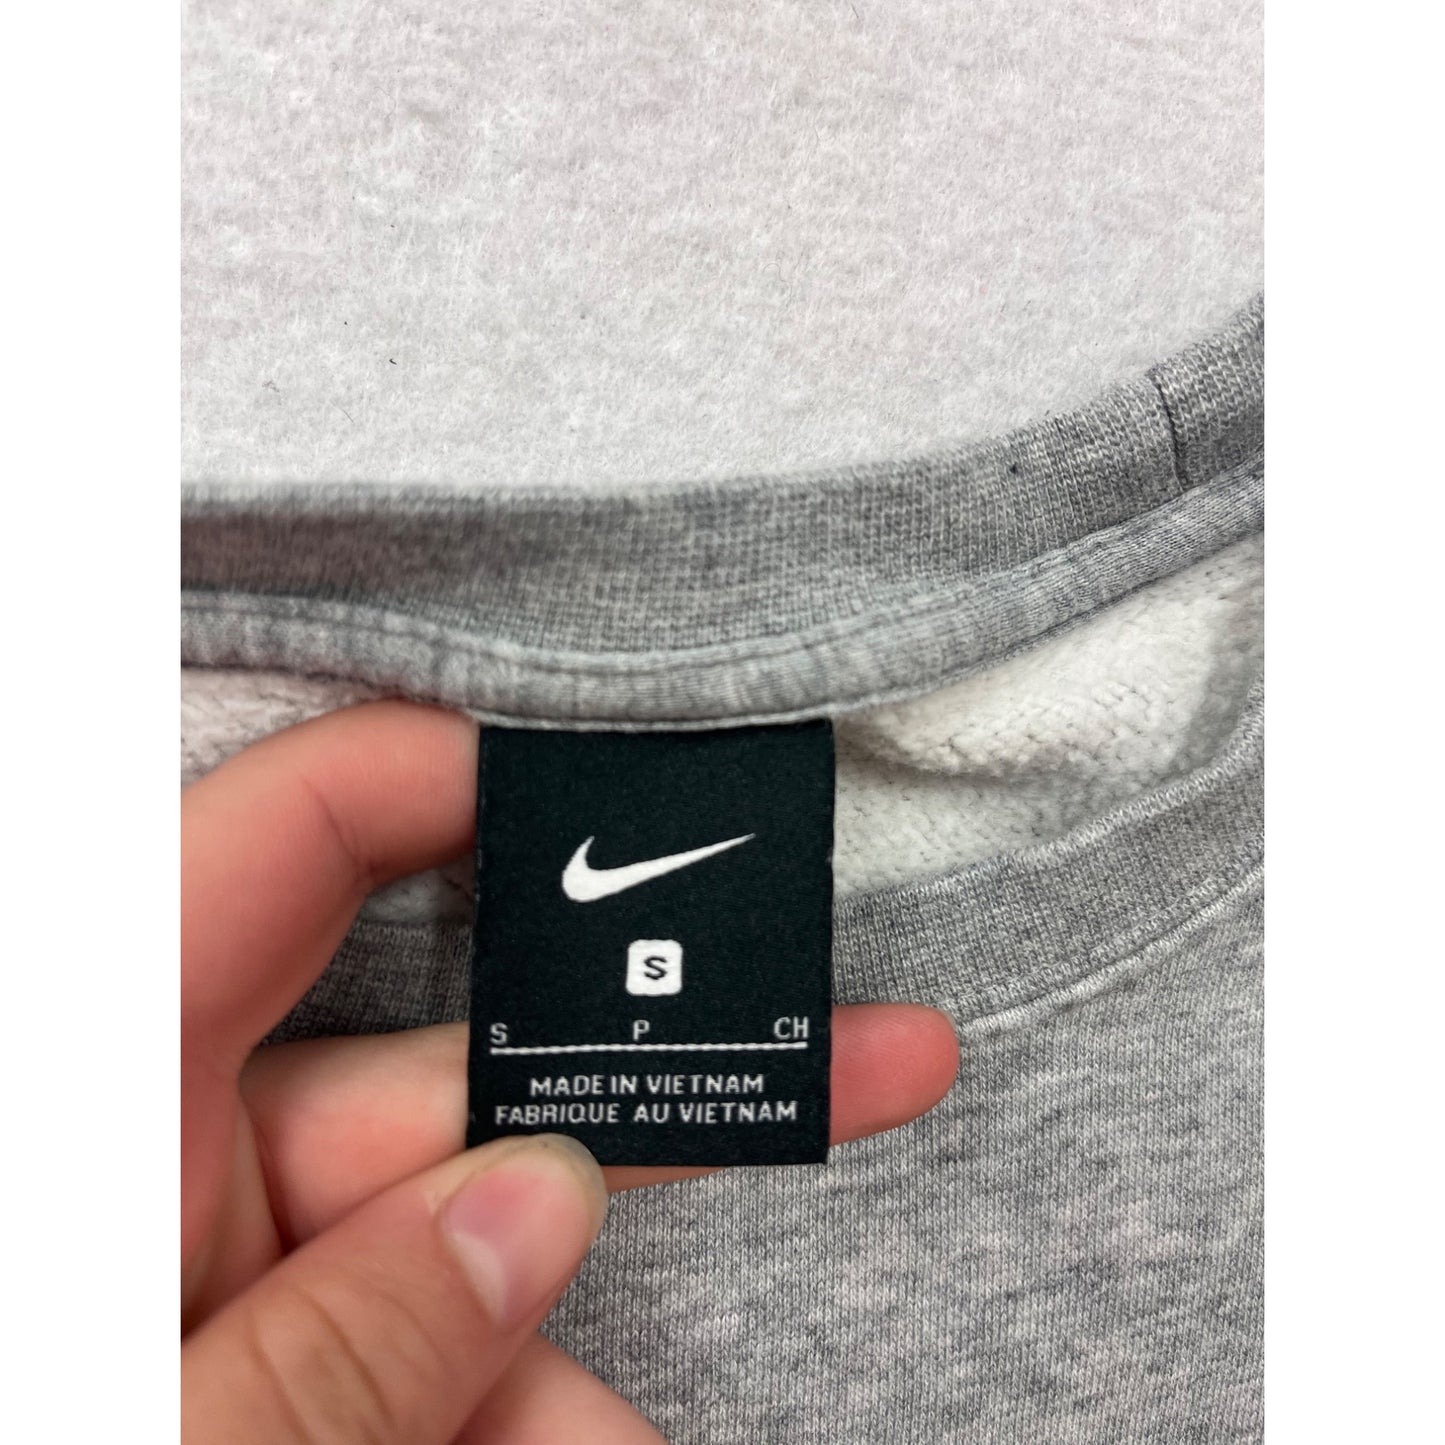 S
S P CH
MADE IN VIETNAM
FABRIQUE AU VIETNAM